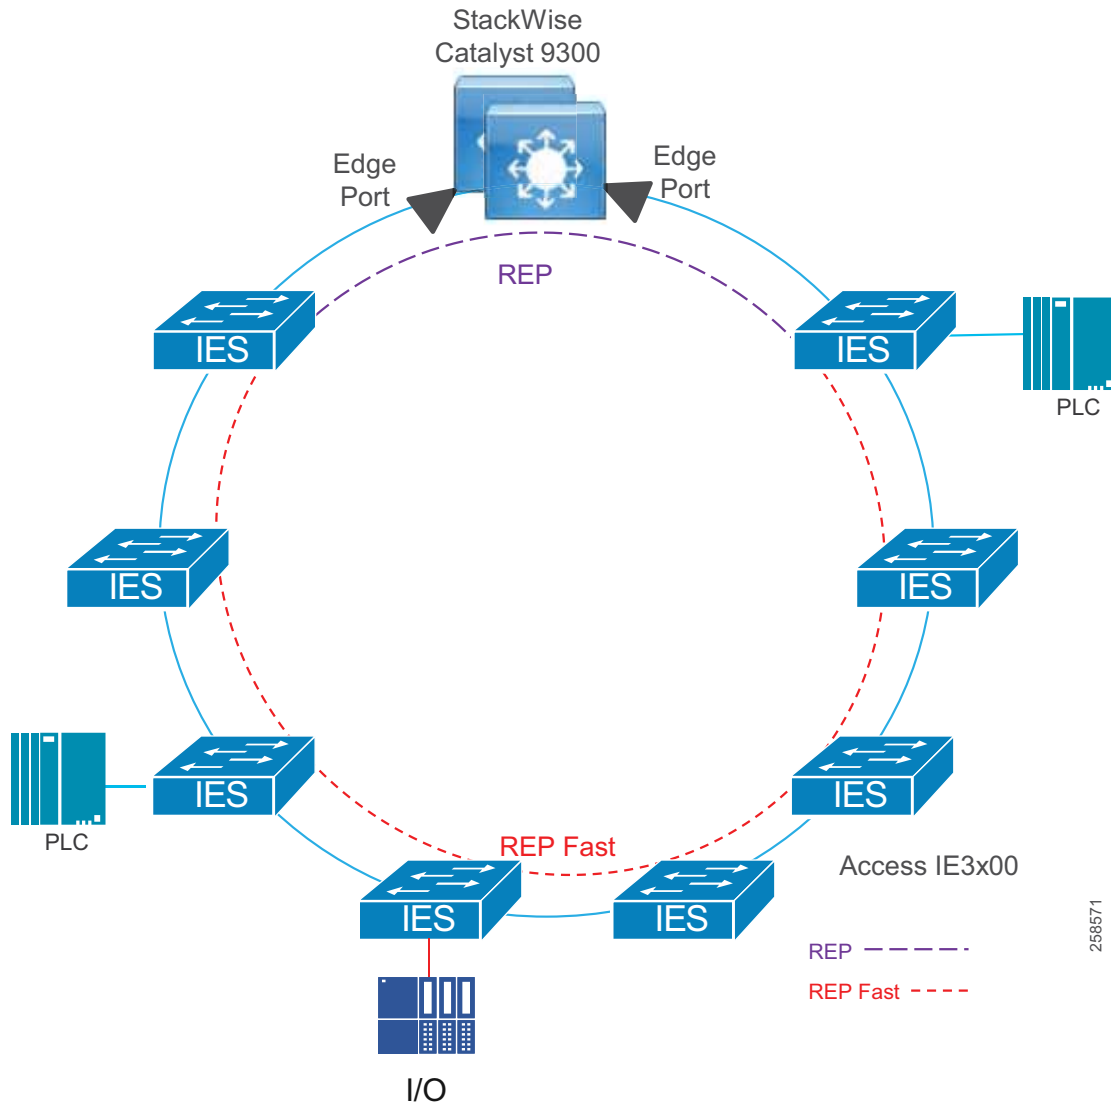 StackWise
Catalyst 9300
Edge
Port
Edge
Port
REP
IES
IES
PLC
IES
IES
IES
IES
PLC
REP Fast
Access IE3x00
IES
IES
258571
REP
REP Fast
I/O